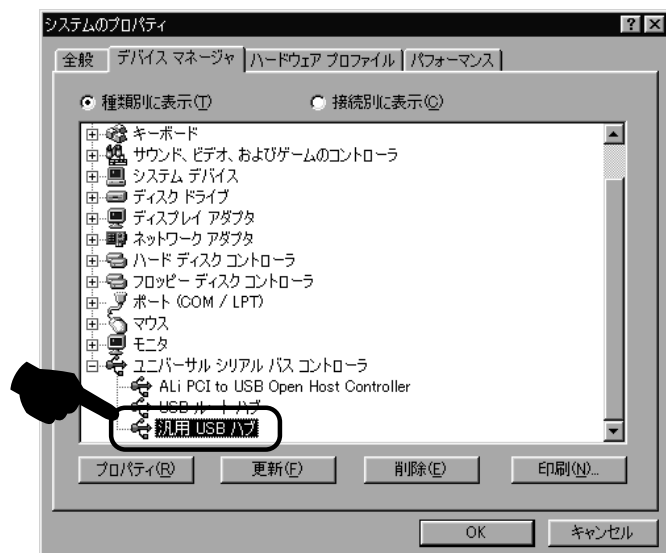 システムのプロパティ
全般 デバイス マネージャ ハードウェア プロファイル パフォーマンス
種類別に表示(T) 接続別に表示(C)
キーボード
サウンド、ビデオ、およびゲームのコントローラ
システム デバイス
ディスク ドライブ
ディスプレイ アダプタ
ネットワーク アダプタ
ハード ディスク コントローラ
フロッピー ディスク コントローラ
ポート (COM / LPT)
マウス
モニタ
ユニバーサル シリアル バス コントローラ
ALi PCI to USB Open Host Controller
USB ルート ハブ
汎用 USB ハブ
プロパティ(R) 更新(F) 削除(E) 印刷(N)...
OK キャンセル